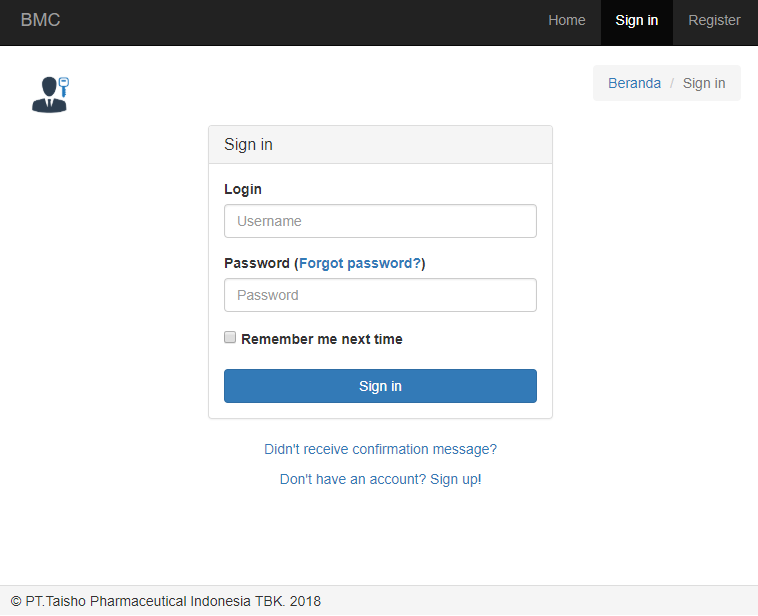 BMC Home Sign in Register
Beranda / Sign in
Sign in
Login
Username
Password (Forgot password?)
Password
Remember me next time
Sign in
Didn't receive confirmation message?
Don't have an account? Sign up!
© PT.Taisho Pharmaceutical Indonesia TBK. 2018